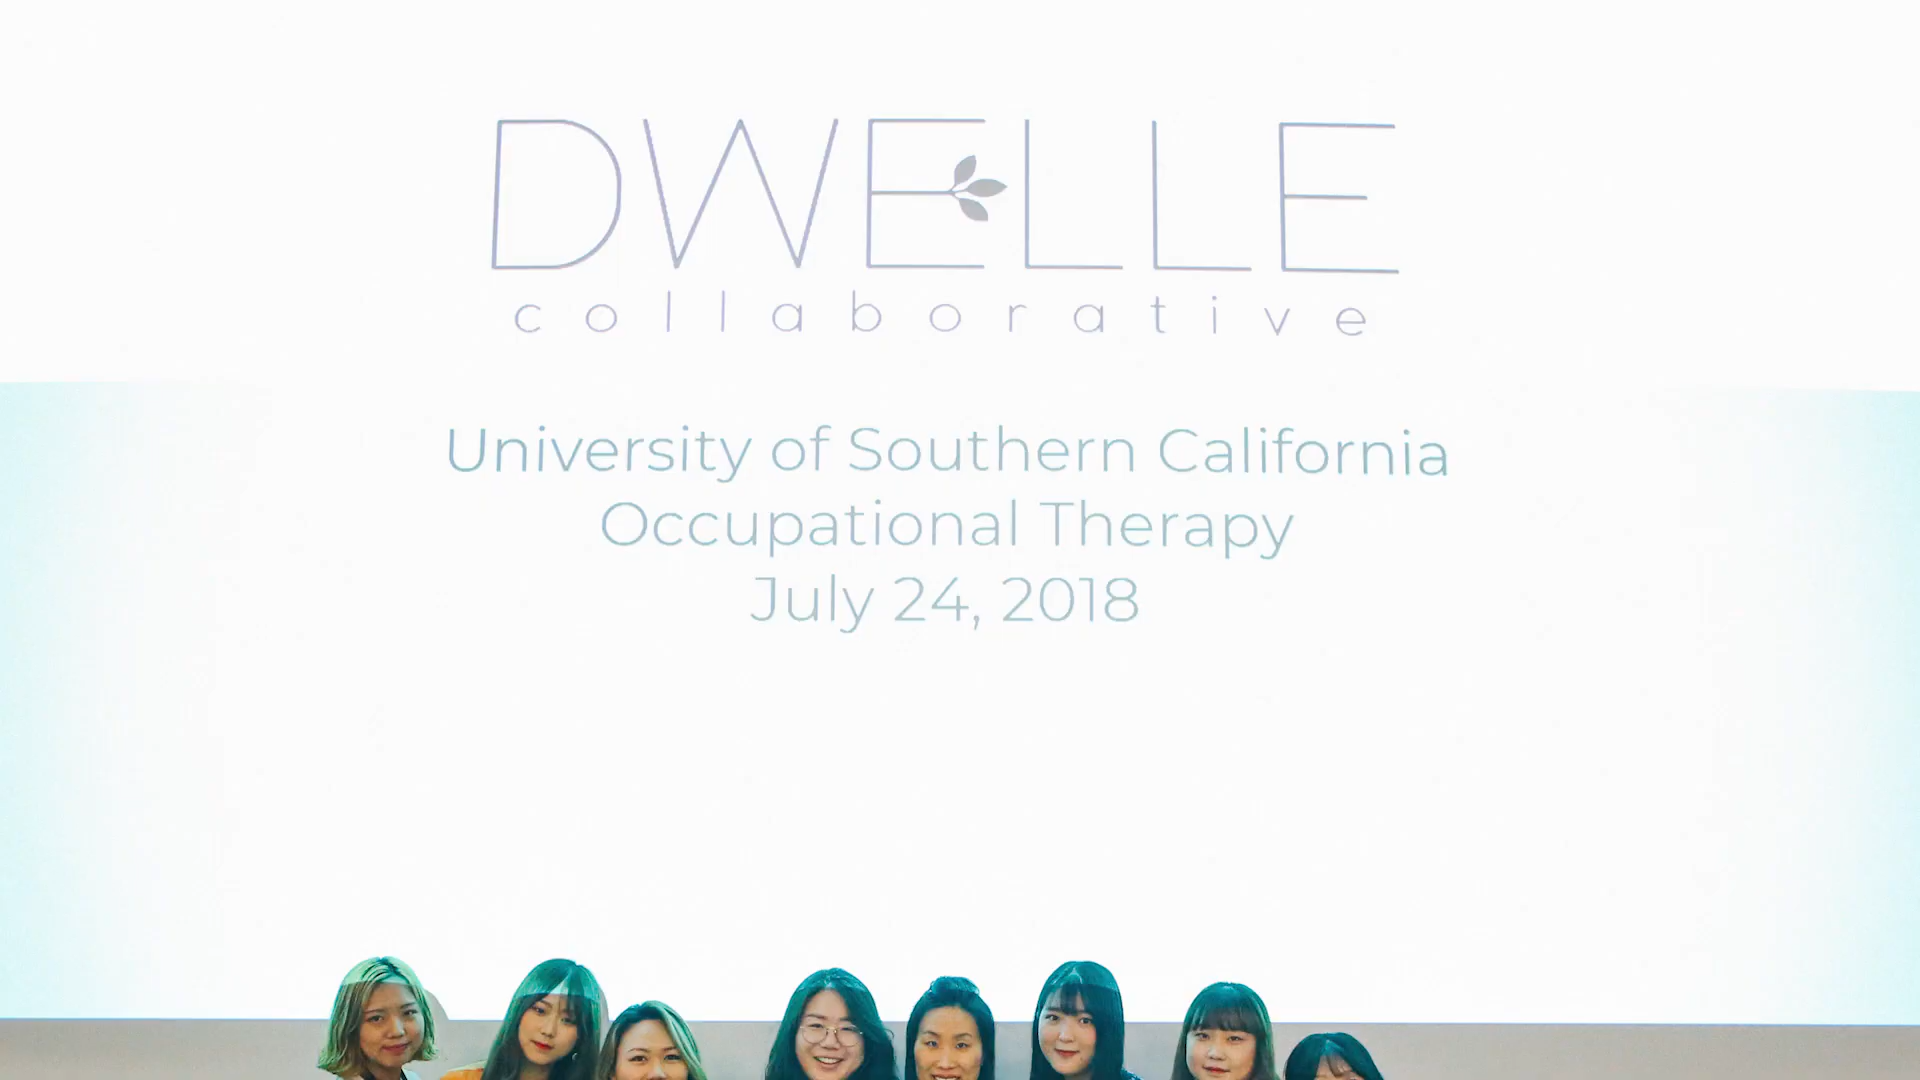 DWELLE
collaborative
University of Southern California
Occupational Therapy
July 24, 2018